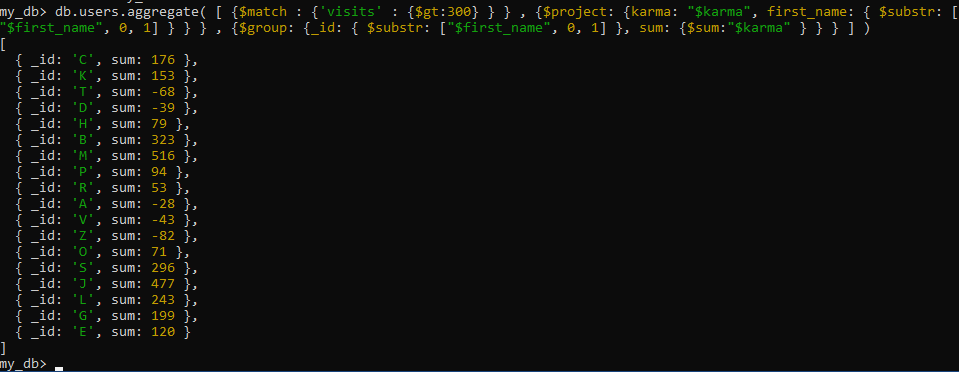 my_db> db.users.aggregate( [ {$match : {'visits' : {$gt:300} } } , {$project: {karma: "$karma", first_name: { $substr: [
"$first_name", 0, 1] } } } , {$group: {_id: { $substr: ["$first_name", 0, 1] }, sum: {$sum:"$karma" } } } ] )
[
  { _id: 'C', sum: 176 },
  { _id: 'K', sum: 153 },
  { _id: 'T', sum: -68 },
  { _id: 'D', sum: -39 },
  { _id: 'H', sum: 79 },
  { _id: 'B', sum: 323 },
  { _id: 'M', sum: 516 },
  { _id: 'P', sum: 94 },
  { _id: 'R', sum: 53 },
  { _id: 'A', sum: -28 },
  { _id: 'V', sum: -43 },
  { _id: 'Z', sum: -82 },
  { _id: 'O', sum: 71 },
  { _id: 'S', sum: 296 },
  { _id: 'J', sum: 477 },
  { _id: 'L', sum: 243 },
  { _id: 'G', sum: 199 },
  { _id: 'E', sum: 120 }
]
my_db>